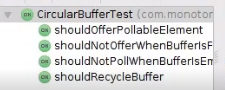 CircularBufferTest (com.monotor
shouldOfferPollableElement
shouldNotOfferWhenBufferIsF
shouldNotPollWhenBufferIsEm
shouldRecycleBuffer